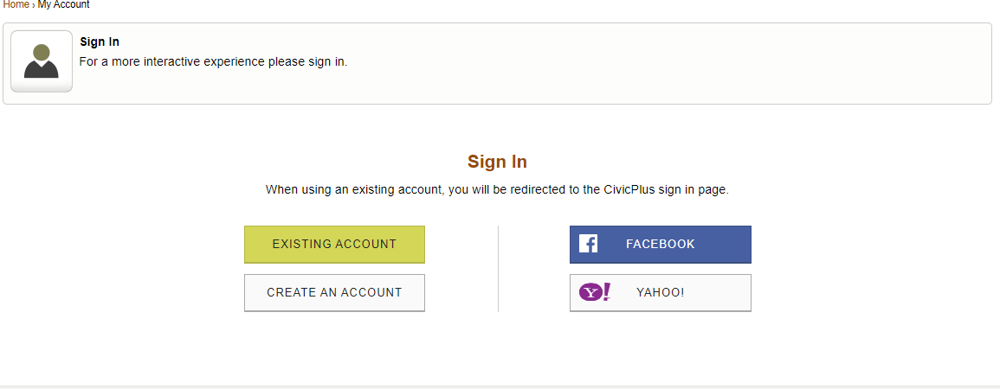 Home › My Account
Sign In
For a more interactive experience please sign in.
Sign In
When using an existing account, you will be redirected to the CivicPlus sign in page.
EXISTING ACCOUNT
CREATE AN ACCOUNT
f FACEBOOK
Y! YAHOO!